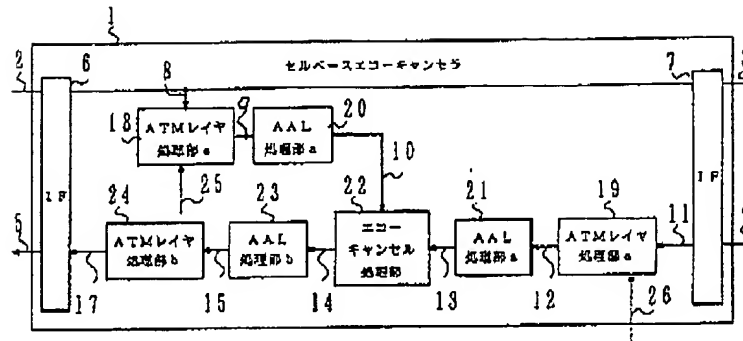 1
2
6
セルベースエコーキャンセラ
7
8
9
20
18
ATMレイヤ
処理部a
AAL
処理部a
10
IF
IF
25
24
23
22
21
19
11
5
ATMレイヤ
処理部b
AAL
処理部b
エコー
キャンセル
処理部
AAL
処理部a
ATMレイヤ
処理部a
17
15
14
13
12
26